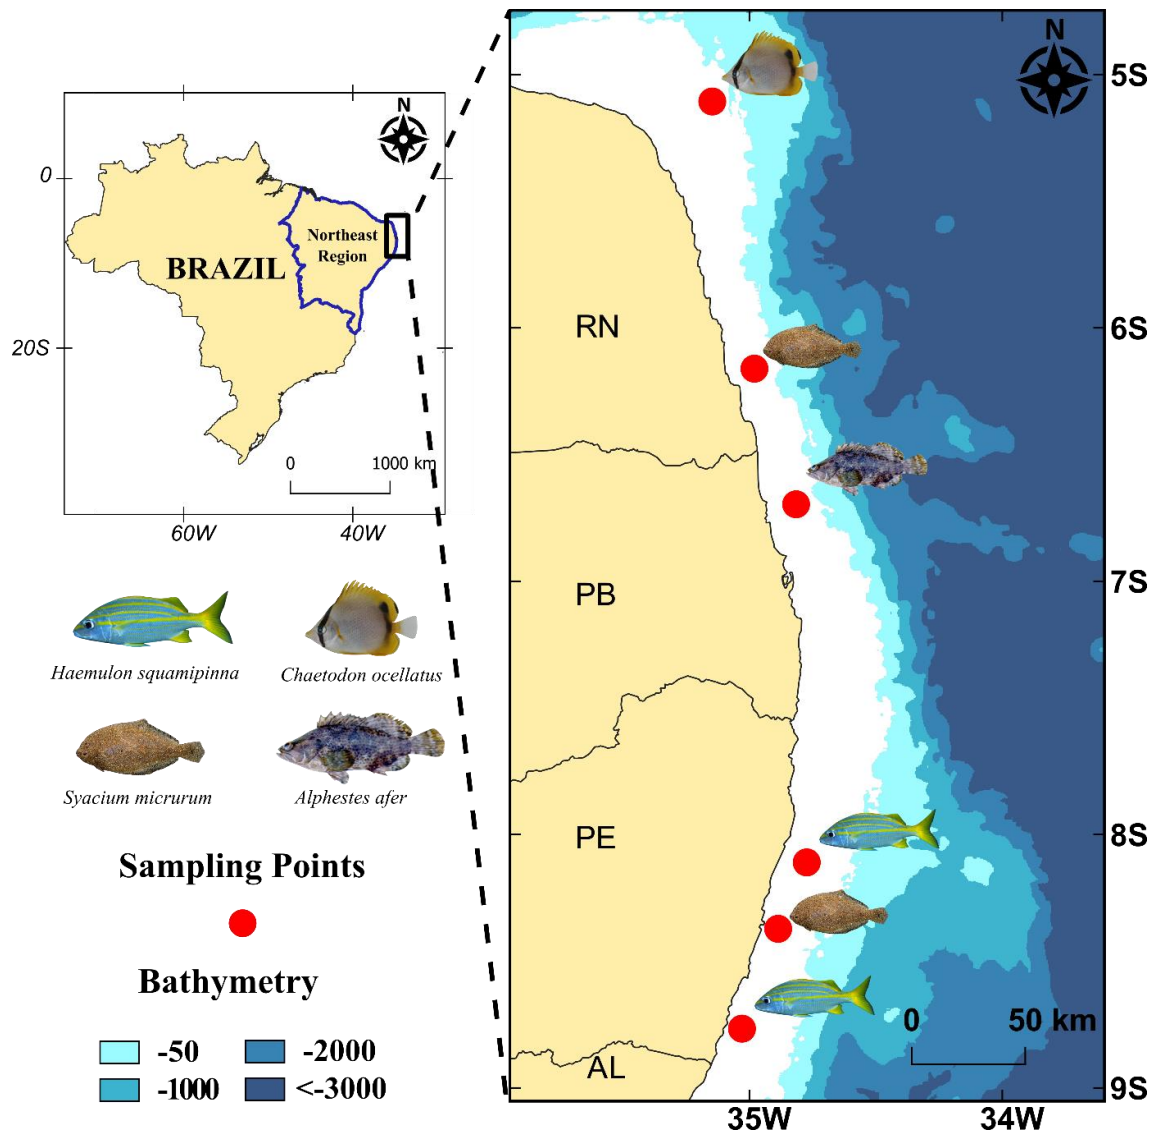 N
0
20S
60W
40W
BRAZIL
Northeast
Region
0
1000 km
Haemulon squamipinna
Chaetodon ocellatus
Syacium micrurum
Alphestes afer
Sampling Points
Bathymetry
-50
-2000
-1000
<-3000
N
5S
6S
7S
8S
9S
RN
PB
PE
AL
0
50 km
35W
34W